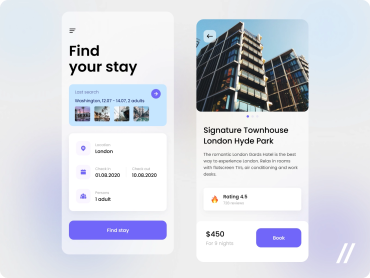 Find
your stay
Last search
Washington, 12.07 - 14.07, 2 adults
Location
London
Check in
01.08.2020
Check out
10.08.2020
Persons
1 adult
Find stay
Signature Townhouse
London Hyde Park
The romantic London Gards Hotel is the best
way to experience London. Relax in rooms
with flatscreen TVs, air conditioning and work
desks.
Rating 4.5
$450
For 9 nights
Book